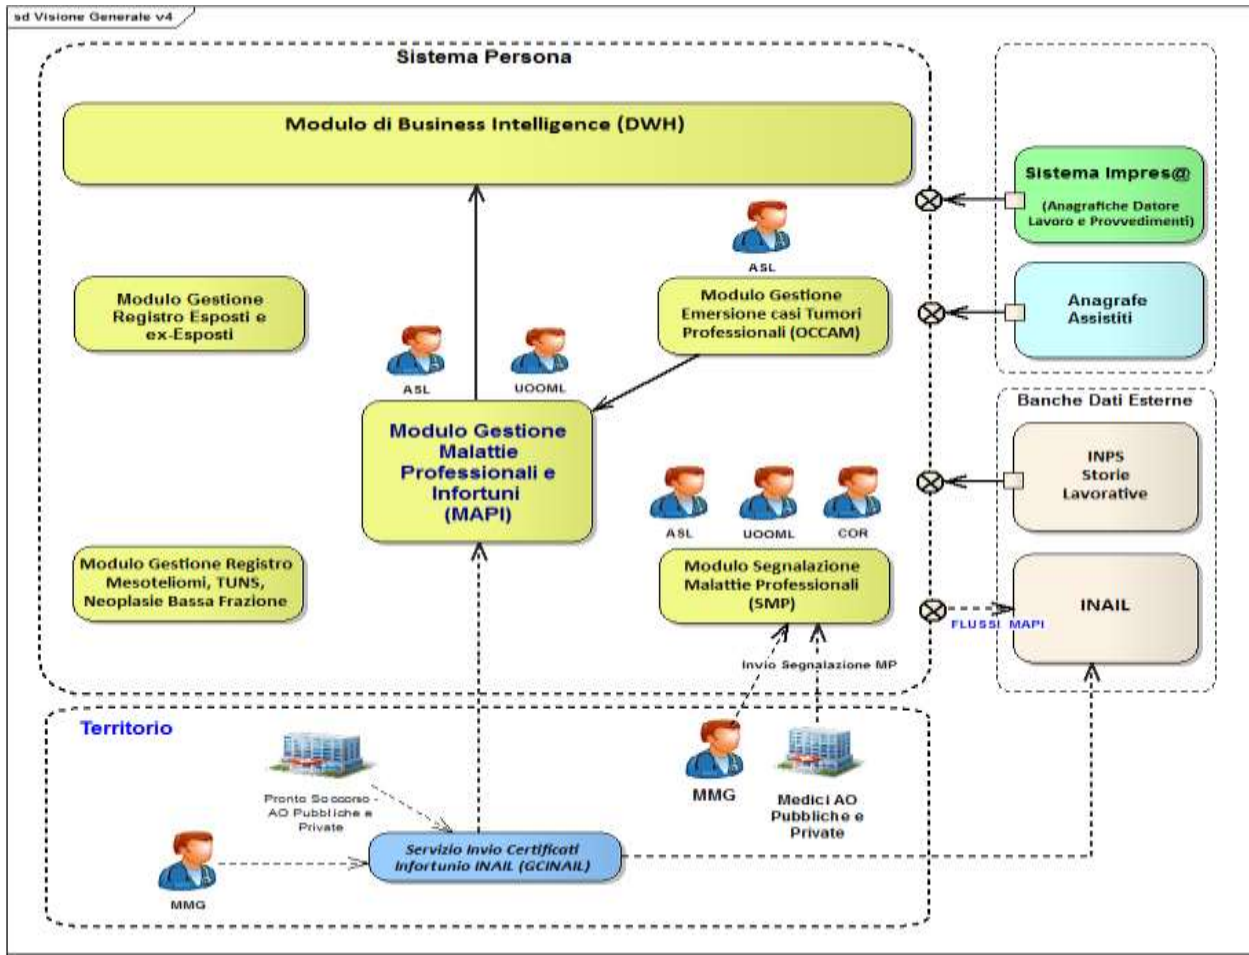 sd Visione Generale v4
Sistema Persona
Modulo di Business Intelligence (DWH)
Sistema Impres@
(Anagrafiche Datore
Lavoro e Provvedimenti)
ASL
Modulo Gestione
Registro Esposti e
ex-Esposti
Modulo Gestione
Emersione casi Tumori
Professionali (OCCAM)
Anagrafe
Assistiti
ASL
UOOML
Banche Dati Esterne
Modulo Gestione
Malattie
Professionali e
Infortuni
(MAPI)
INPS
Storie
Lavorative
ASL
UOOML
COR
Modulo Gestione Registro
Mesoteliomi, TUNS,
Neoplasie Bassa Frazione
Modulo Segnalazione
Malattie Professionali
(SMP)
INAIL
FLUSSI MAPI
Invio Segnalazione MP
Territorio
Pronto Soccorso -
AO Pubbliche e
Private
MMG
Medici AO
Pubbliche e
Private
Servizio Invio Certificati
Infortunio INAIL (GCINAIL)
MMG